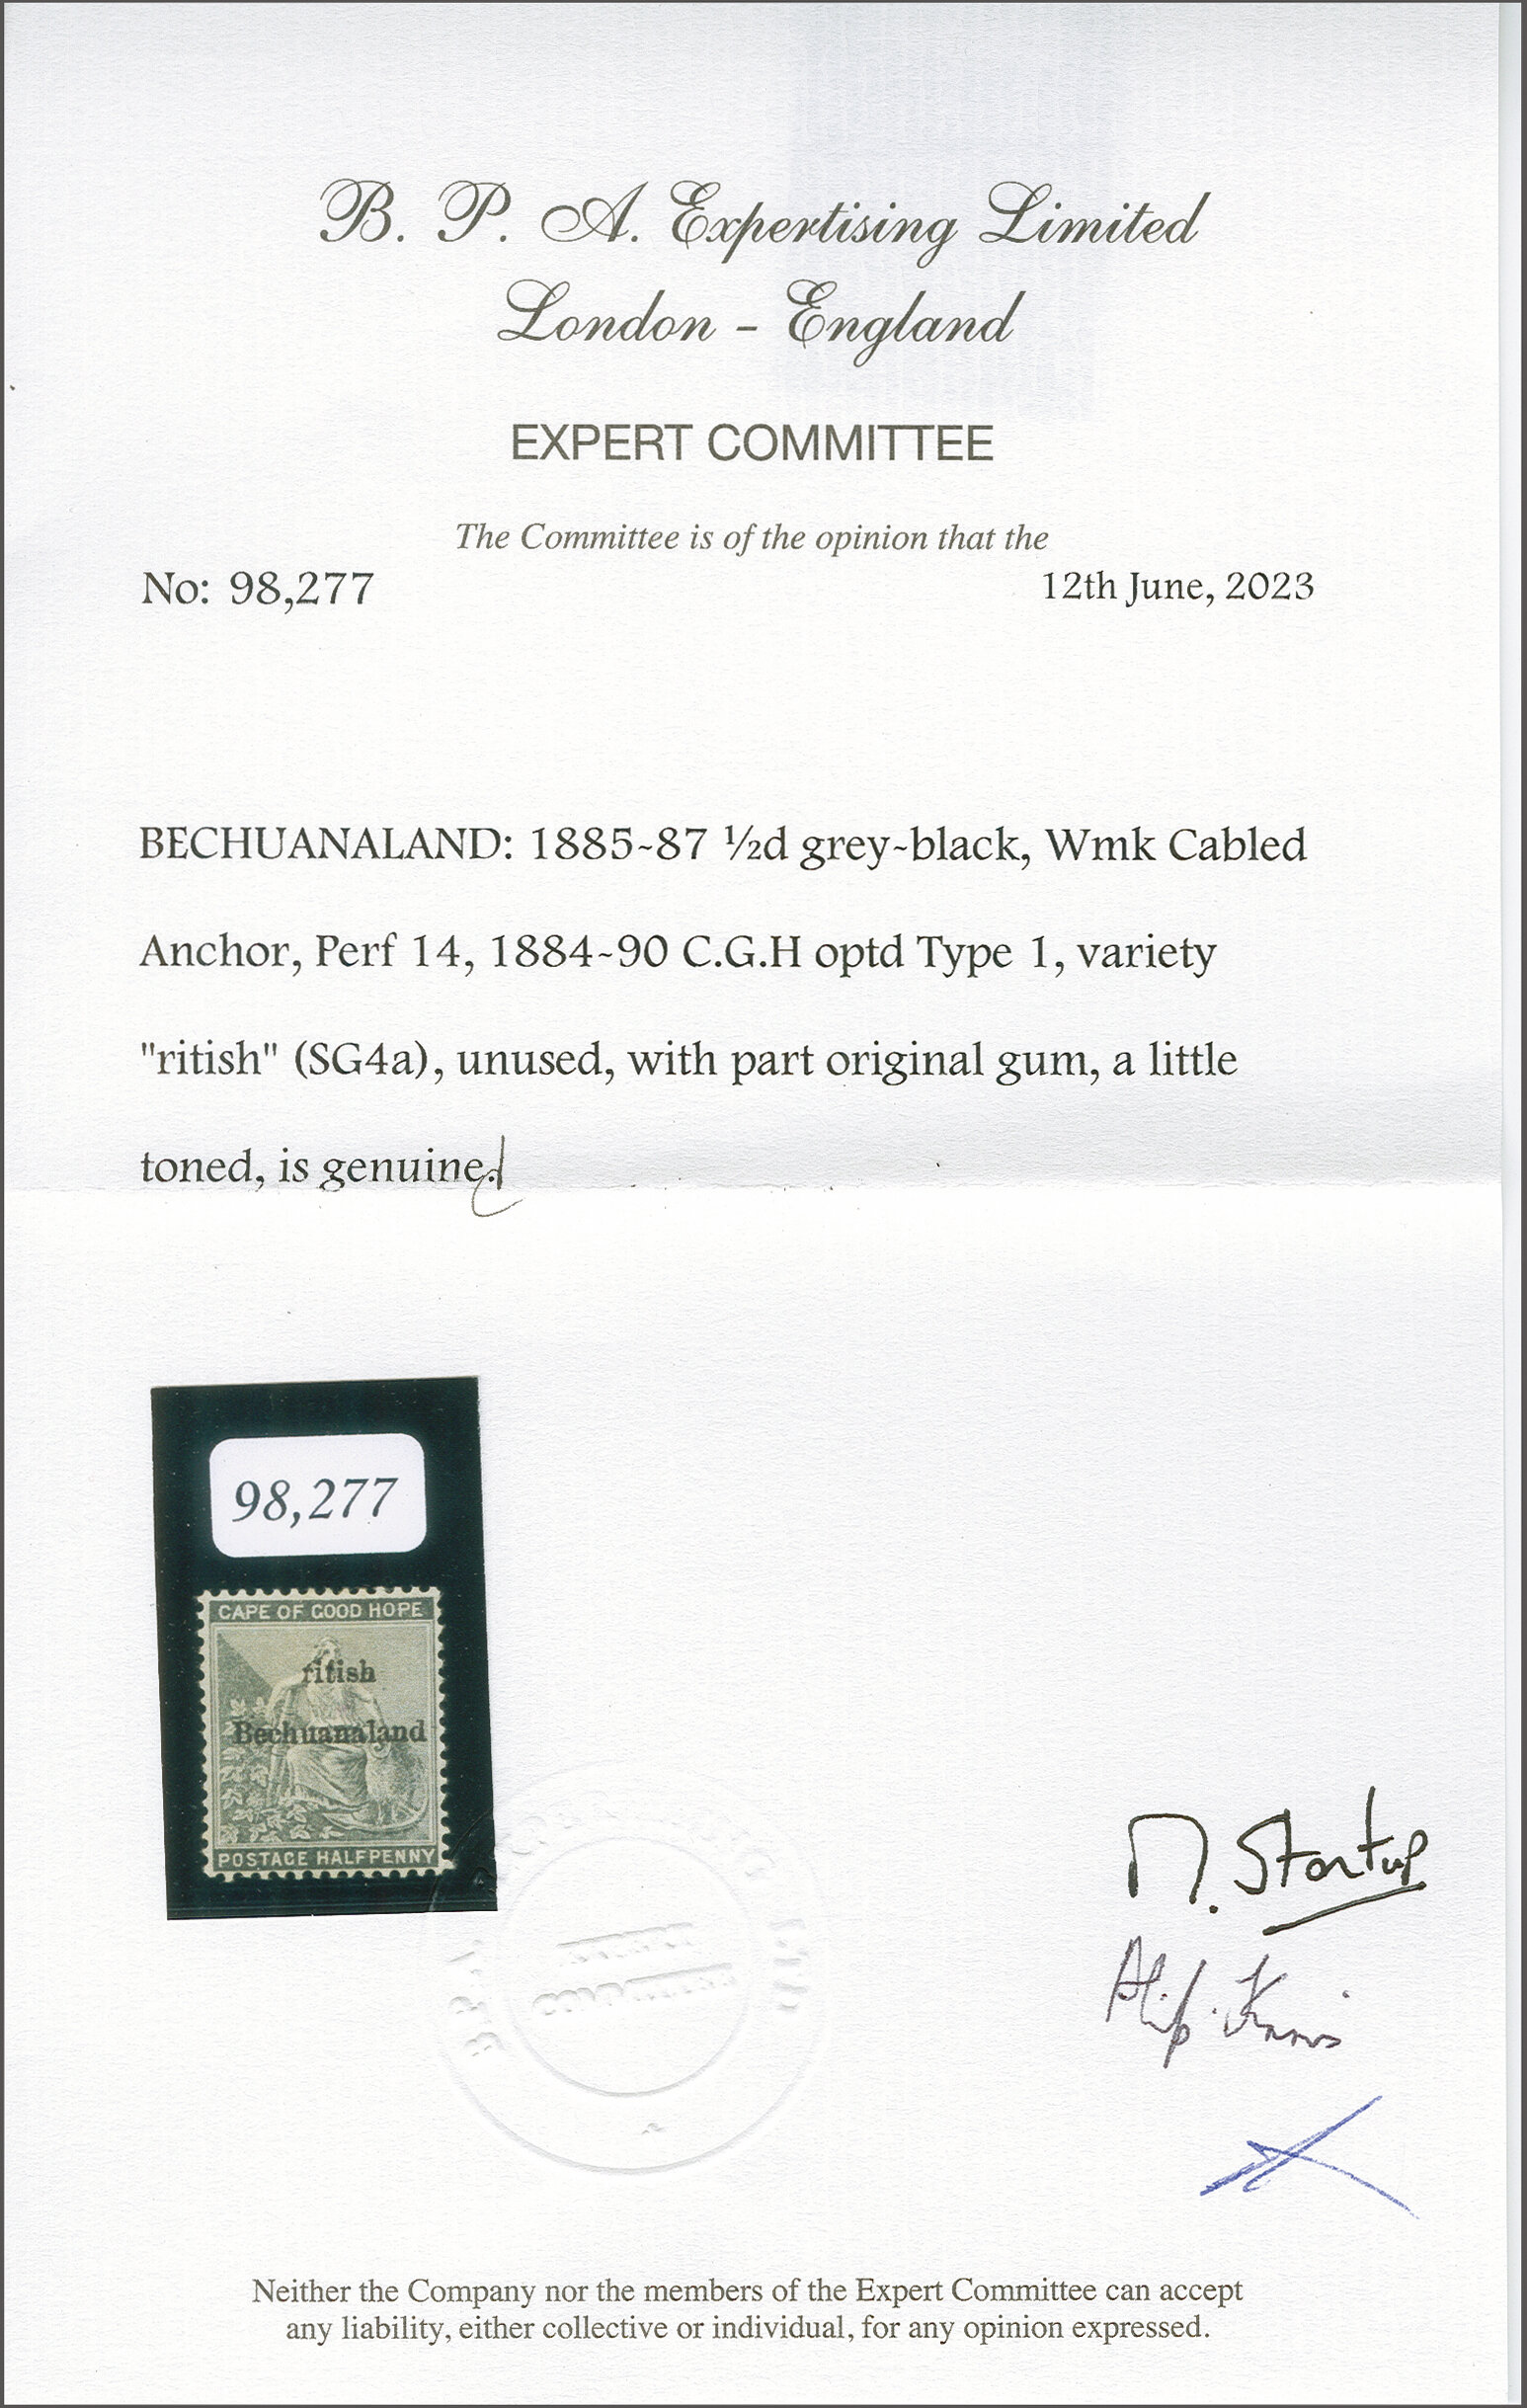 B. P. A. Expertising Limited
London - England
EXPERT COMMITTEE
The Committee is of the opinion that the
No: 98,277 12th June, 2023
BECHUANALAND: 1885-87 ½d grey-black, Wmk Cabled
Anchor, Perf 14, 1884-90 C.G.H optd Type 1, variety
"ritish" (SG4a), unused, with part original gum, a little
toned, is genuine.
98,277
CAPE OF GOOD HOPE
ritish
Bechuanaland
POSTAGE HALFPENNY
Startup
Neither the Company nor the members of the Expert Committee can accept
any liability, either collective or individual, for any opinion expressed.